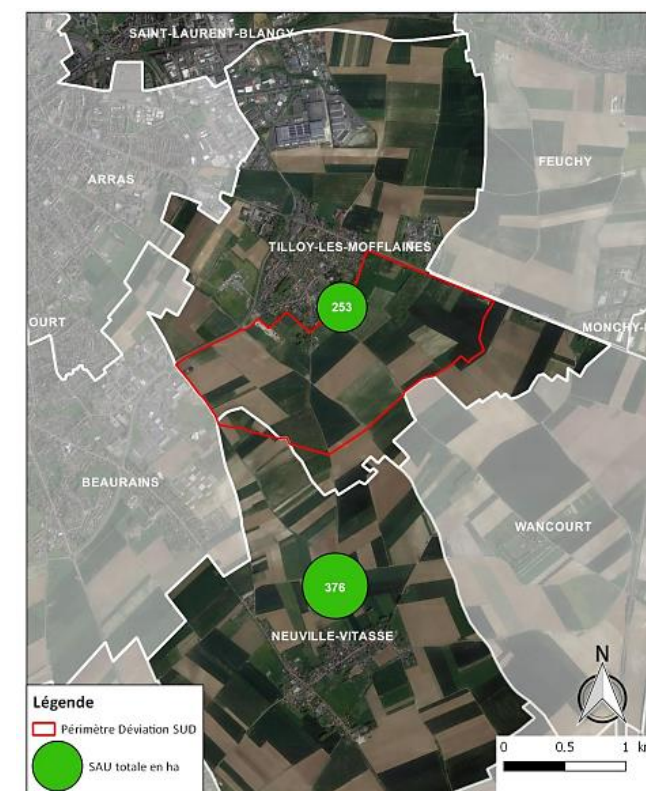 SAINT-LAURENT-BLANGY
FEUCHY
ARRAS
TILLOY-LES-MOFFLAINES
253
OURT
BEAURAINS
WANCOURT
376
NEUVILLE-VITASSE
N
Légende
Périmètre Déviation SUD
SAU totale en ha
0 0.5 1